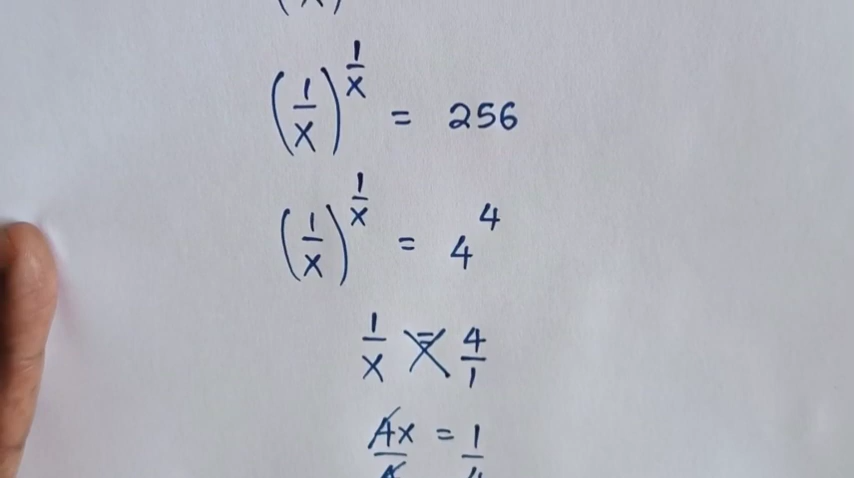 (1/x)^(1/x) = 256
(1/x)^(1/x) = 4^4
1/x = 4/1
4x = 1